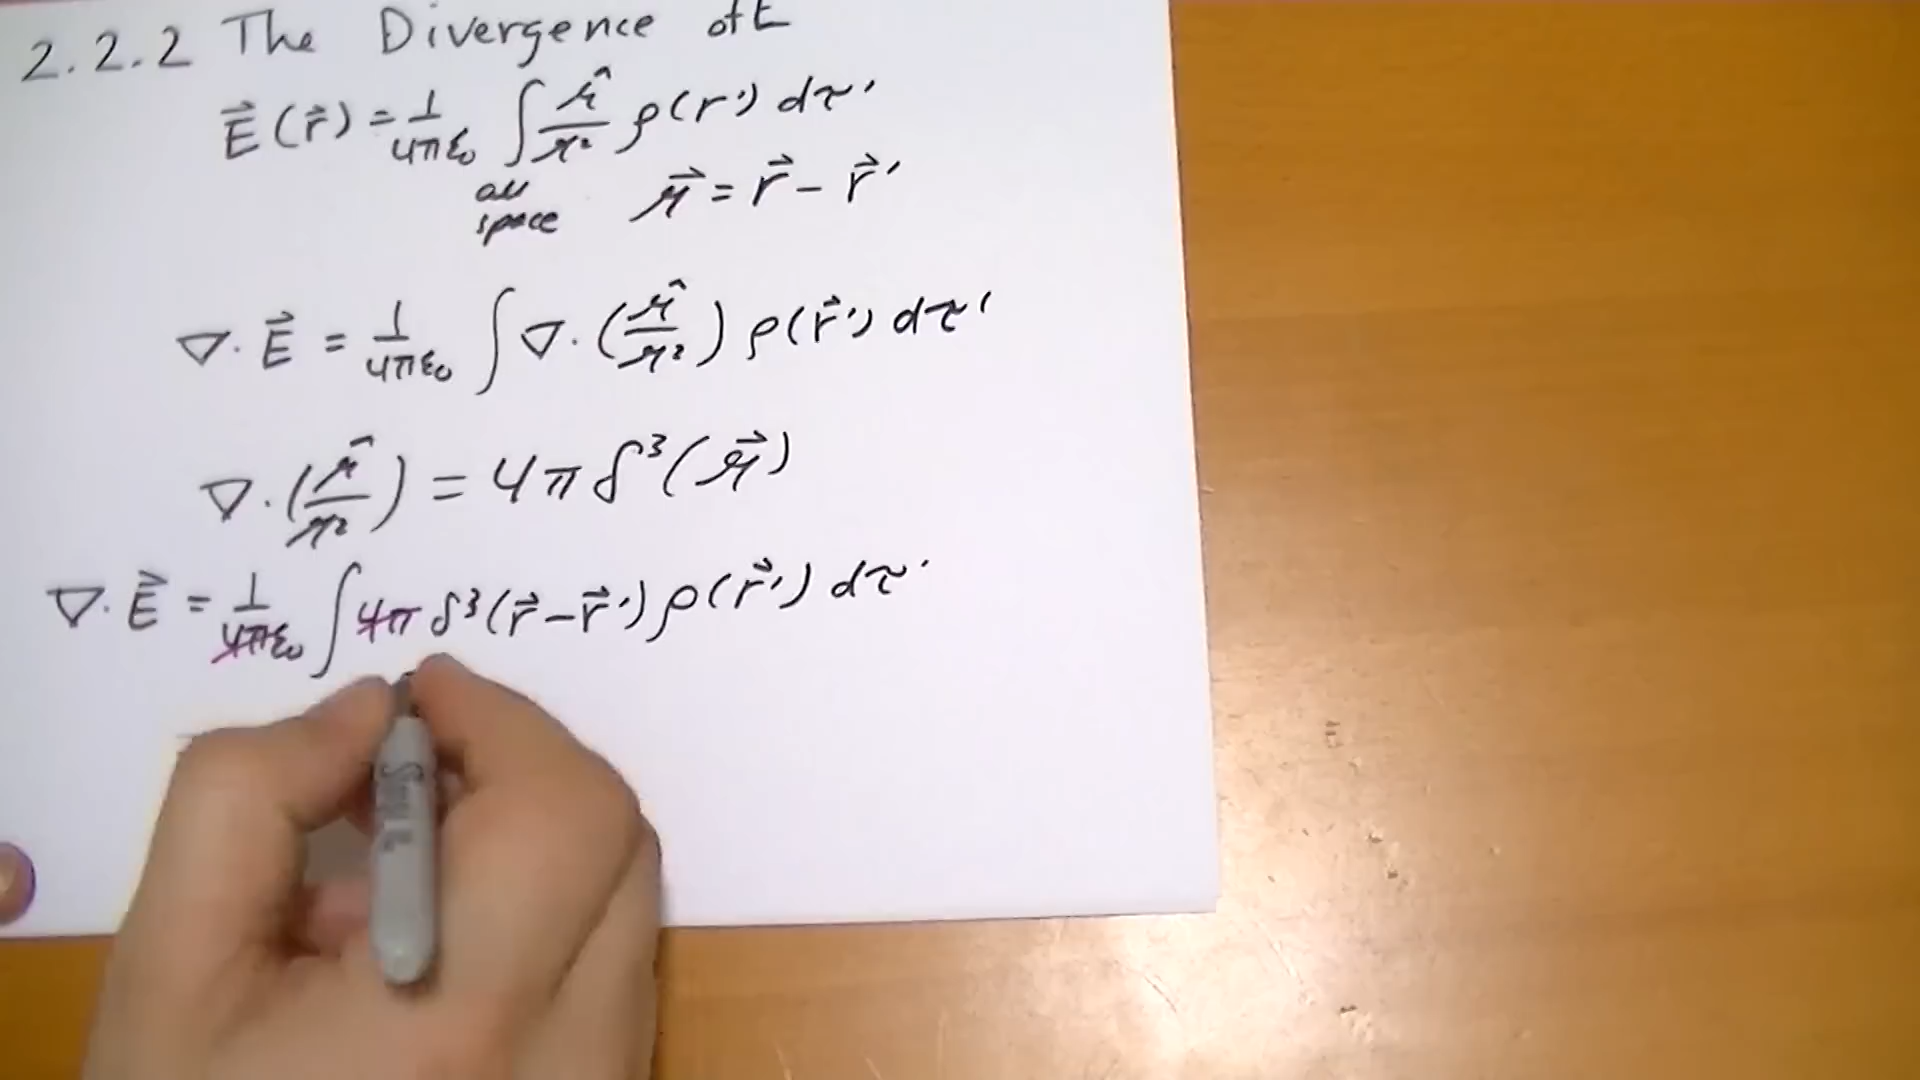 2.2.2 The Divergence of E
E⃗(r⃗) = 1/4πε₀ ∫ 𝓇̂/𝓇² ρ(r') dτ'
all
space
𝓇⃗ = r⃗ - r⃗'
∇·E⃗ = 1/4πε₀ ∫ ∇·(𝓇̂/𝓇²) ρ(r⃗') dτ'
∇·(𝓇̂/𝓇²) = 4π δ³(𝓇⃗)
∇·E⃗ = 1/4πε₀ ∫ 4π δ³(r⃗-r⃗') ρ(r⃗') dτ'